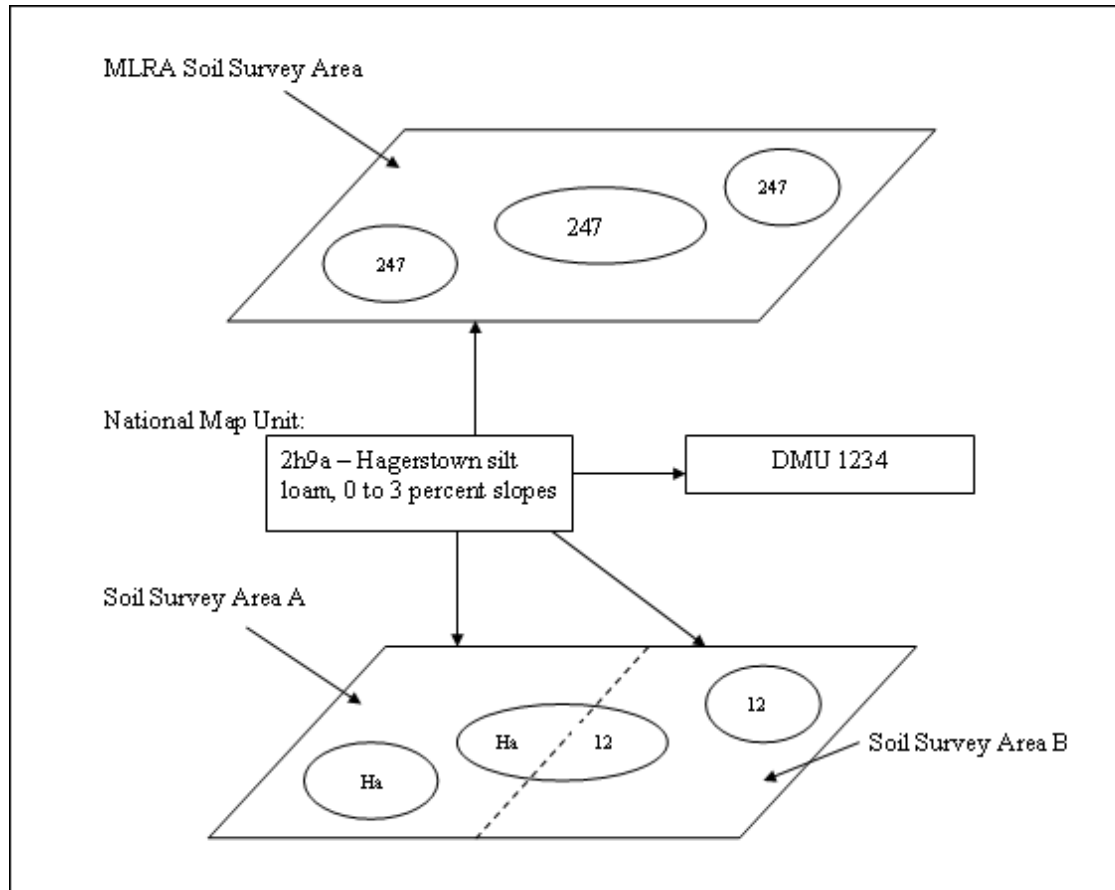 MLRA Soil Survey Area
247
247
247
National Map Unit:
2h9a – Hagerstown silt
loam, 0 to 3 percent slopes
DMU 1234
Soil Survey Area A
12
Ha 12
Soil Survey Area B
Ha